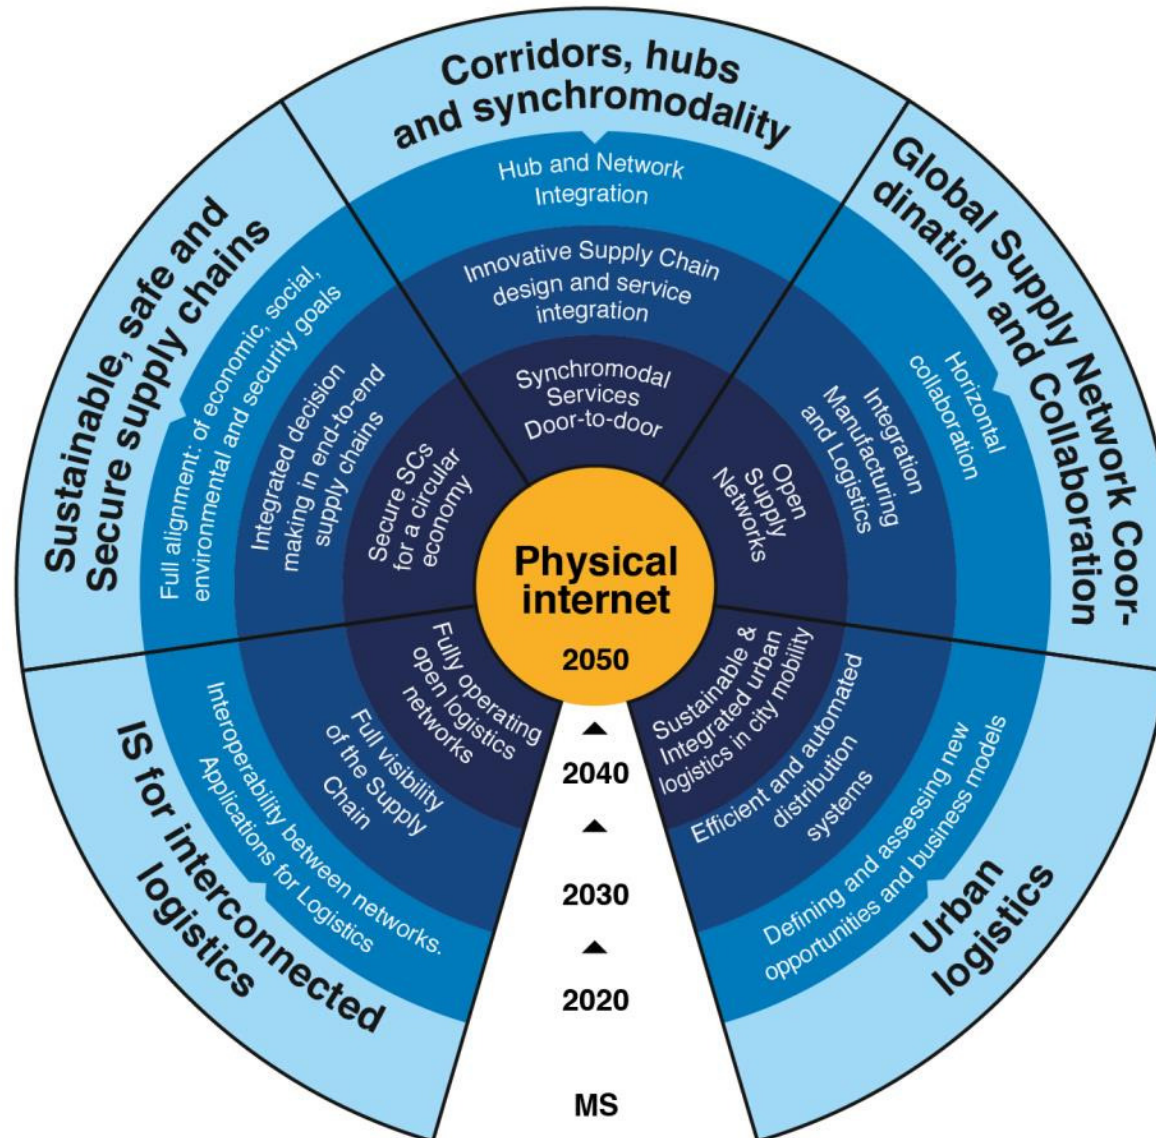 Corridors, hubs
and synchromodality
Hub and Network
Integration
Innovative Supply Chain
design and service
integration
Synchromodal
Services
Door-to-door
Global Supply Network Coor-
dination and Collaboration
Horizontal
collaboration
Integration
Manufacturing
and Logistics
Open
Supply
Networks
Urban
logistics
Defining and assessing new
opportunities and business models
Efficient and automated
distribution
systems
Sustainable &
Integrated urban
logistics in city mobility
Sustainable, safe and
Secure supply chains
Full alignment: of economic, social,
environmental and security goals
Integrated decision
making in end-to-end
supply chains
Secure SCs
for a circular
economy
IS for interconnected
logistics
Interoperability between networks.
Applications for Logistics
Full visibility
of the Supply
Chain
Fully operating
open logistics
networks
Physical
internet
2050
2040
2030
2020
MS